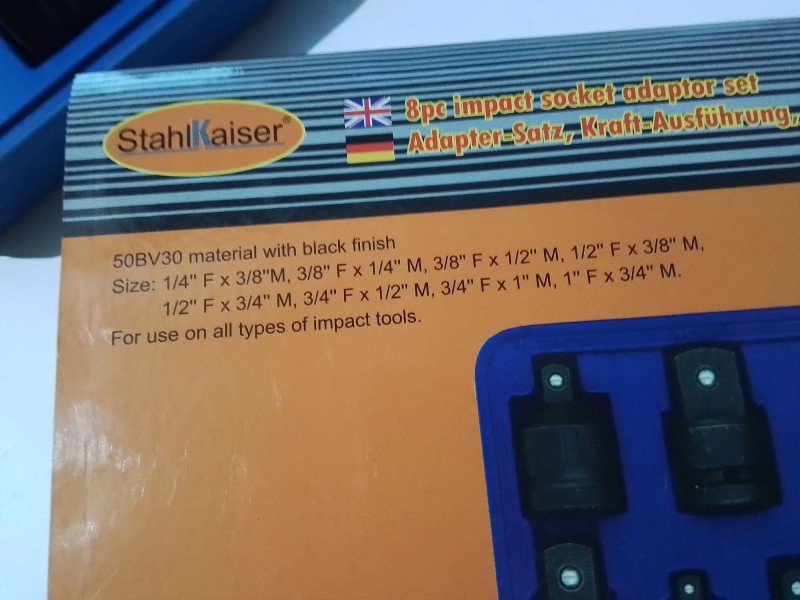 StahlKaiser®
8pc impact socket adaptor set
Adapter-Satz, Kraft-Ausführung,
50BV30 material with black finish
Size: 1/4" F x 3/8"M, 3/8" F x 1/4" M, 3/8" F x 1/2" M, 1/2" F x 3/8" M,
1/2" F x 3/4" M, 3/4" F x 1/2" M, 3/4" F x 1" M, 1" F x 3/4" M.
For use on all types of impact tools.